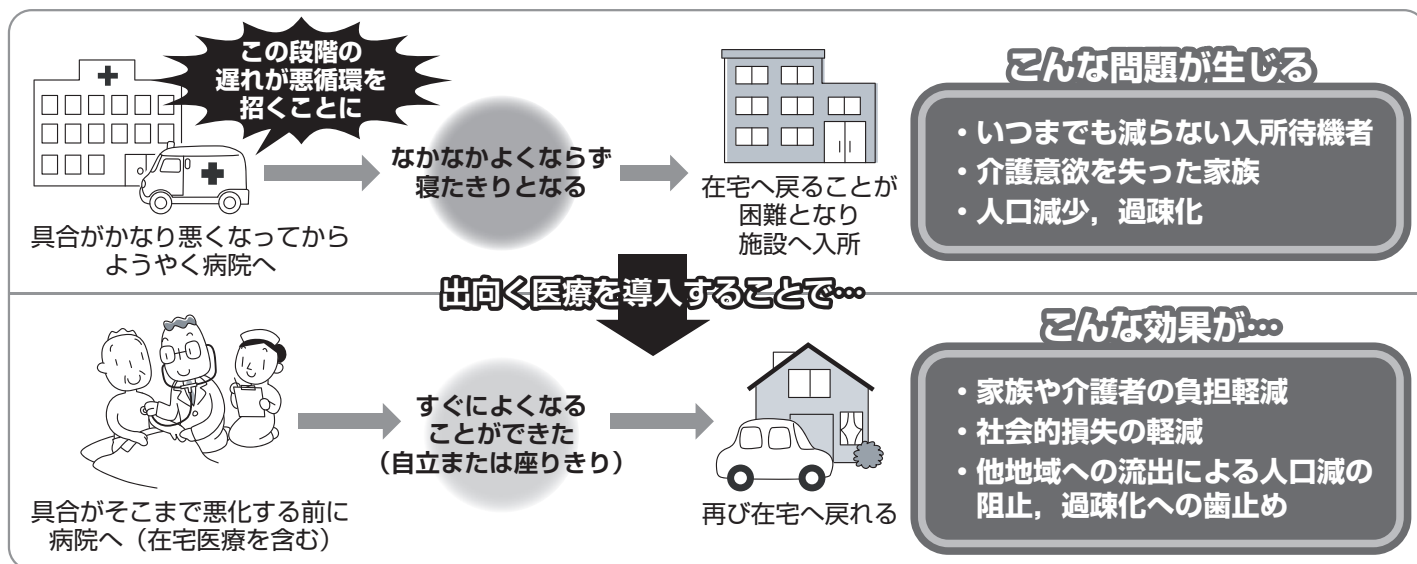 この段階の
遅れが悪循環を
招くことに
具合がかなり悪くなってから
ようやく病院へ
なかなかよくならず
寝たきりとなる
在宅へ戻ることが
困難となり
施設へ入所
こんな問題が生じる
・いつまでも減らない入所待機者
・介護意欲を失った家族
・人口減少，過疎化
出向く医療を導入することで…
具合がそこまで悪化する前に
病院へ（在宅医療を含む）
すぐによくなる
ことができた
（自立または座りきり）
再び在宅へ戻れる
こんな効果が…
・家族や介護者の負担軽減
・社会的損失の軽減
・他地域への流出による人口減の
阻止，過疎化への歯止め